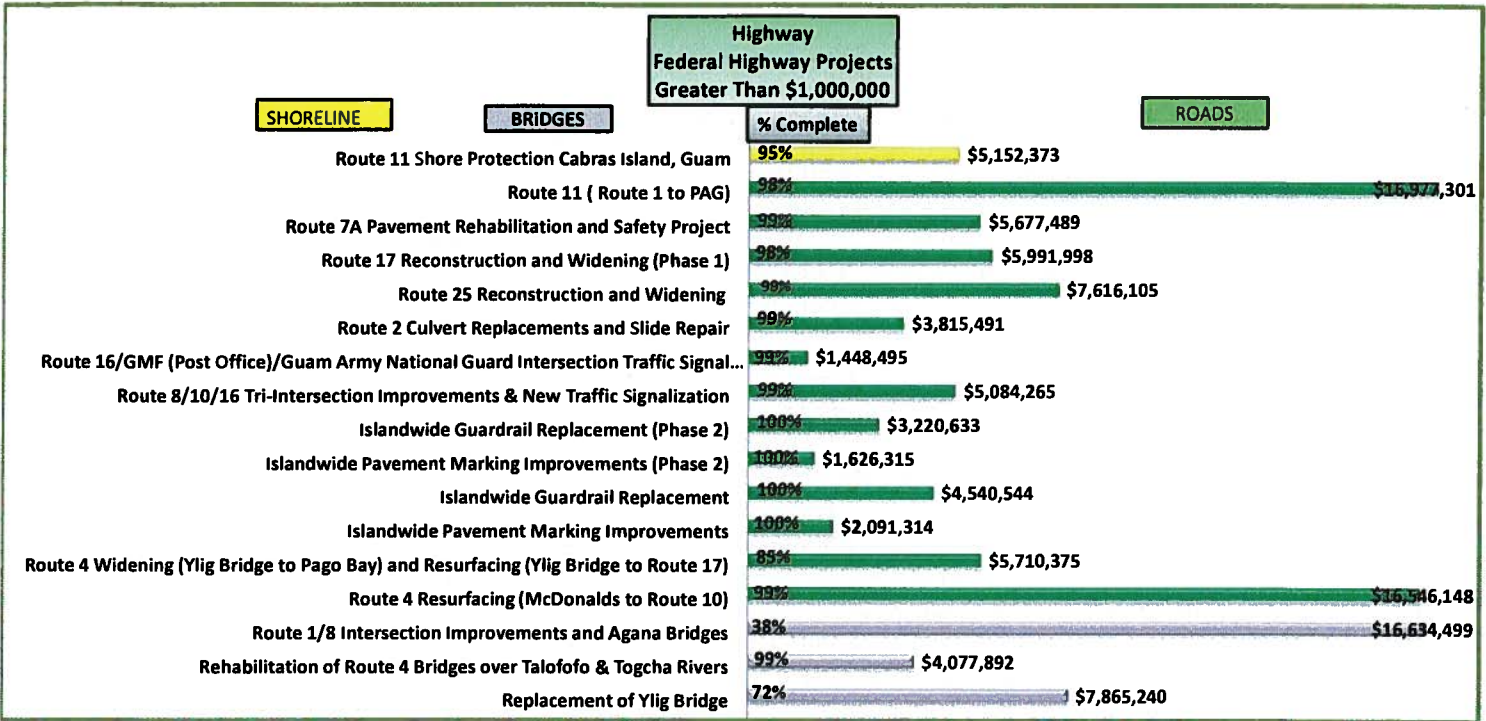 Highway
Federal Highway Projects
Greater Than $1,000,000
SHORELINE BRIDGES % Complete ROADS
Route 11 Shore Protection Cabras Island, Guam 95% $5,152,373
Route 11 ( Route 1 to PAG) 98% $16,977,301
Route 7A Pavement Rehabilitation and Safety Project 99% $5,677,489
Route 17 Reconstruction and Widening (Phase 1) 98% $5,991,998
Route 25 Reconstruction and Widening 98% $7,616,105
Route 2 Culvert Replacements and Slide Repair 99% $3,815,491
Route 16/GMF (Post Office)/Guam Army National Guard Intersection Traffic Signal... 99% $1,448,495
Route 8/10/16 Tri-Intersection Improvements & New Traffic Signalization 99% $5,084,265
Islandwide Guardrail Replacement (Phase 2) 100% $3,220,633
Islandwide Pavement Marking Improvements (Phase 2) 100% $1,626,315
Islandwide Guardrail Replacement 100% $4,540,544
Islandwide Pavement Marking Improvements 100% $2,091,314
Route 4 Widening (Ylig Bridge to Pago Bay) and Resurfacing (Ylig Bridge to Route 17) 85% $5,710,375
Route 4 Resurfacing (McDonalds to Route 10) 99% $16,546,148
Route 1/8 Intersection Improvements and Agana Bridges 38% $16,634,499
Rehabilitation of Route 4 Bridges over Talofofo & Togcha Rivers 99% $4,077,892
Replacement of Ylig Bridge 72% $7,865,240